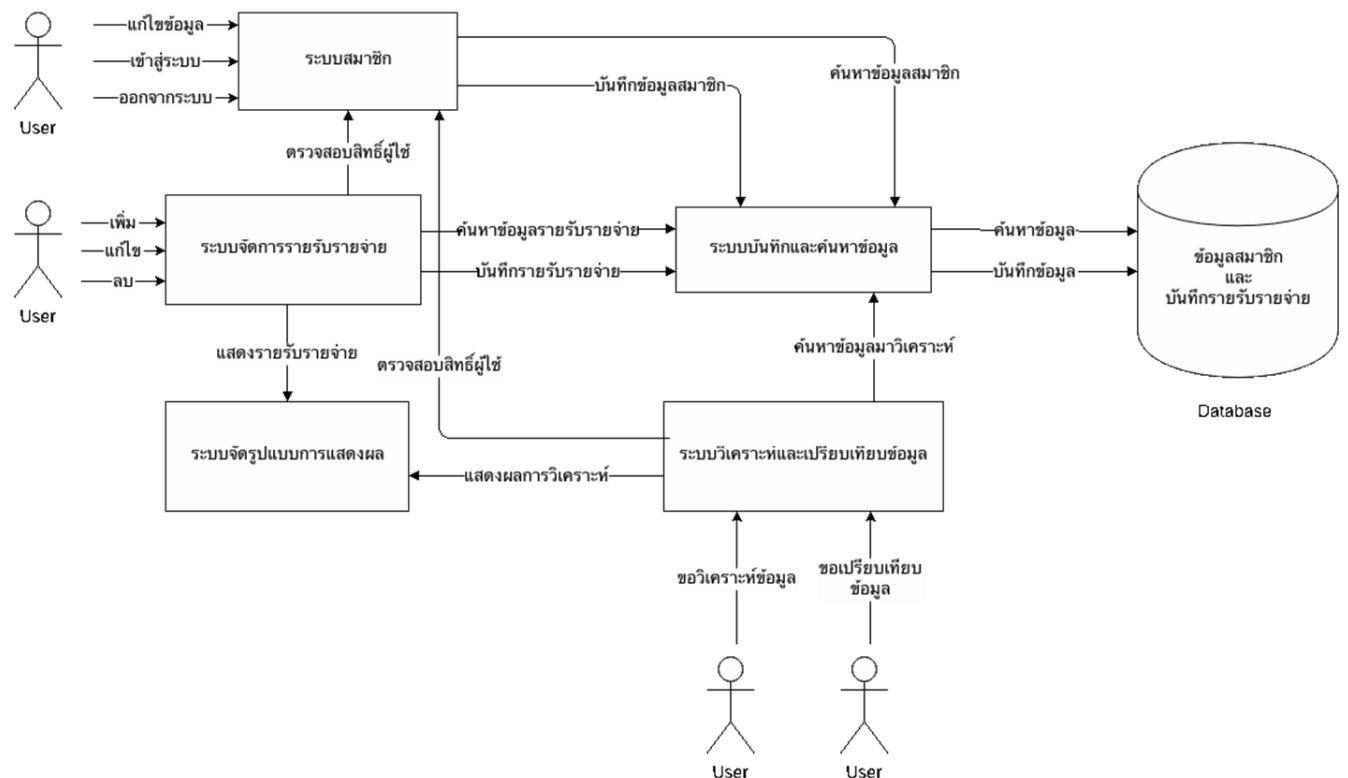 แก้ไขข้อมูล
เข้าสู่ระบบ
ออกจากระบบ
User
ระบบสมาชิก
ค้นหาข้อมูลสมาชิก
บันทึกข้อมูลสมาชิก
ตรวจสอบสิทธิ์ผู้ใช้
เพิ่ม
แก้ไข
ลบ
User
ระบบจัดการรายรับรายจ่าย
ค้นหาข้อมูลรายรับรายจ่าย
บันทึกรายรับรายจ่าย
ระบบบันทึกและค้นหาข้อมูล
ค้นหาข้อมูล
บันทึกข้อมูล
ข้อมูลสมาชิก
และ
บันทึกรายรับรายจ่าย
Database
แสดงรายรับรายจ่าย
ตรวจสอบสิทธิ์ผู้ใช้
ค้นหาข้อมูลมาวิเคราะห์
ระบบจัดรูปแบบการแสดงผล
แสดงผลการวิเคราะห์
ระบบวิเคราะห์และเปรียบเทียบข้อมูล
ขอวิเคราะห์ข้อมูล
ขอเปรียบเทียบ
ข้อมูล
User
User